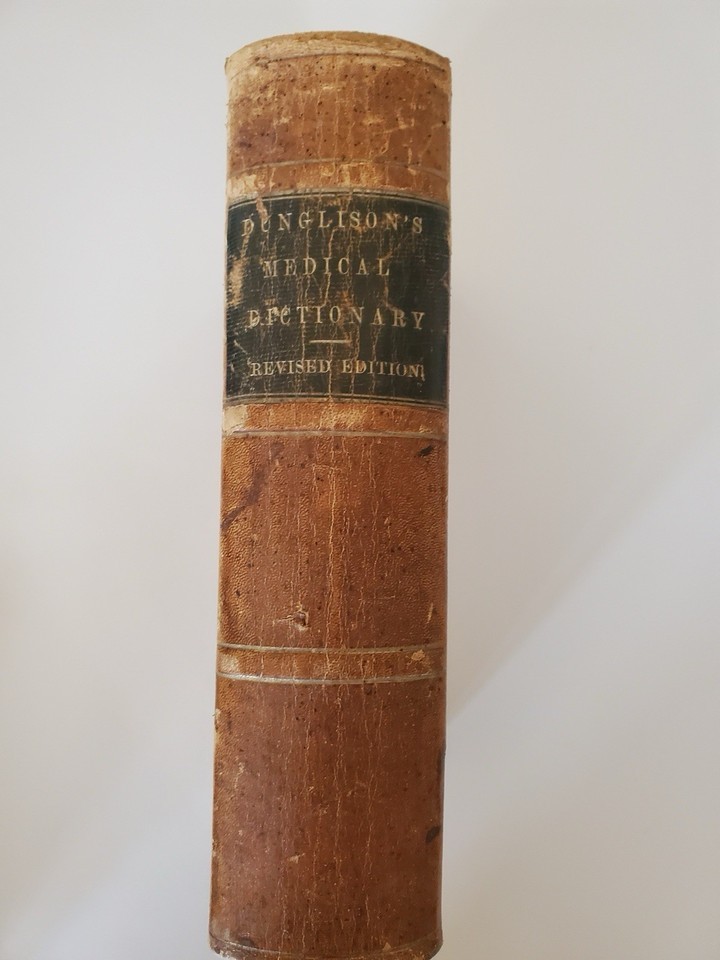 DUNGLISON'S
MEDICAL
DICTIONARY
REVISED EDITION